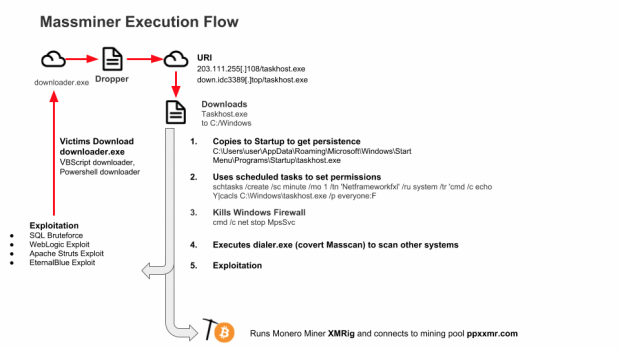 Massminer Execution Flow
downloader.exe
Dropper
URI
203.111.255[.]108/taskhost.exe
down.idc3389[.]top/taskhost.exe
Downloads
Taskhost.exe
to C:/Windows
Victims Download
downloader.exe
VBScript downloader,
Powershell downloader
1. Copies to Startup to get persistence
C:\Users\user\AppData\Roaming\Microsoft\Windows\Start
Menu\Programs\Startup\taskhost.exe
2. Uses scheduled tasks to set permissions
schtasks /create /sc minute /mo 1 /tn 'Netframeworkfxl' /ru system /tr 'cmd /c echo
Y|cacls C:\Windows\taskhost.exe /p everyone:F
3. Kills Windows Firewall
cmd /c net stop MpsSvc
4. Executes dialer.exe (covert Masscan) to scan other systems
5. Exploitation
Exploitation
● SQL Bruteforce
● WebLogic Exploit
● Apache Struts Exploit
● EternalBlue Exploit
Runs Monero Miner XMRig and connects to mining pool ppxxmr.com